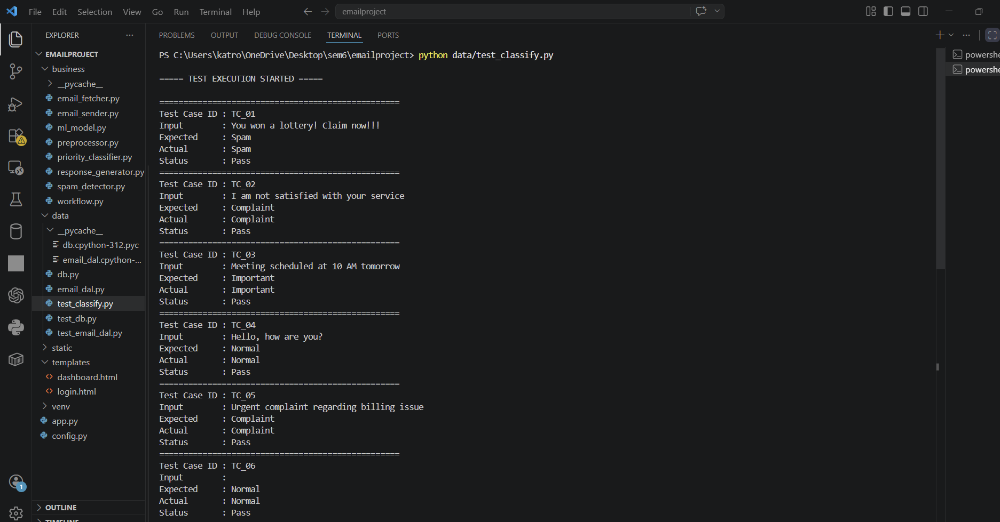 File Edit Selection View Go Run Terminal Help
emailproject
EXPLORER
EMAILPROJECT
business
__pycache__
email_fetcher.py
email_sender.py
ml_model.py
preprocessor.py
priority_classifier.py
response_generator.py
spam_detector.py
workflow.py
data
__pycache__
db.cpython-312.pyc
email_dal.cpython-...
db.py
email_dal.py
test_classify.py
test_db.py
test_email_dal.py
static
templates
dashboard.html
login.html
venv
app.py
config.py
1
OUTLINE
TIMELINE
PROBLEMS OUTPUT DEBUG CONSOLE TERMINAL PORTS
PS C:\Users\katro\OneDrive\Desktop\sem6\emailproject> python data/test_classify.py
===== TEST EXECUTION STARTED =====
==================================================
Test Case ID : TC_01
Input : You won a lottery! Claim now!!!
Expected : Spam
Actual : Spam
Status : Pass
==================================================
Test Case ID : TC_02
Input : I am not satisfied with your service
Expected : Complaint
Actual : Complaint
Status : Pass
==================================================
Test Case ID : TC_03
Input : Meeting scheduled at 10 AM tomorrow
Expected : Important
Actual : Important
Status : Pass
==================================================
Test Case ID : TC_04
Input : Hello, how are you?
Expected : Normal
Actual : Normal
Status : Pass
==================================================
Test Case ID : TC_05
Input : Urgent complaint regarding billing issue
Expected : Complaint
Actual : Complaint
Status : Pass
==================================================
Test Case ID : TC_06
Input :
Expected : Normal
Actual : Normal
Status : Pass
powershe
powershe